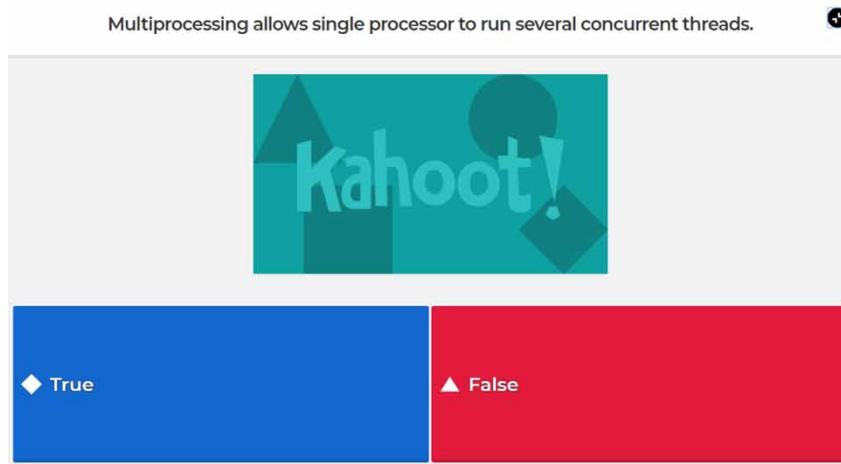 Multiprocessing allows single processor to run several concurrent threads.
Kahoot!
True
False